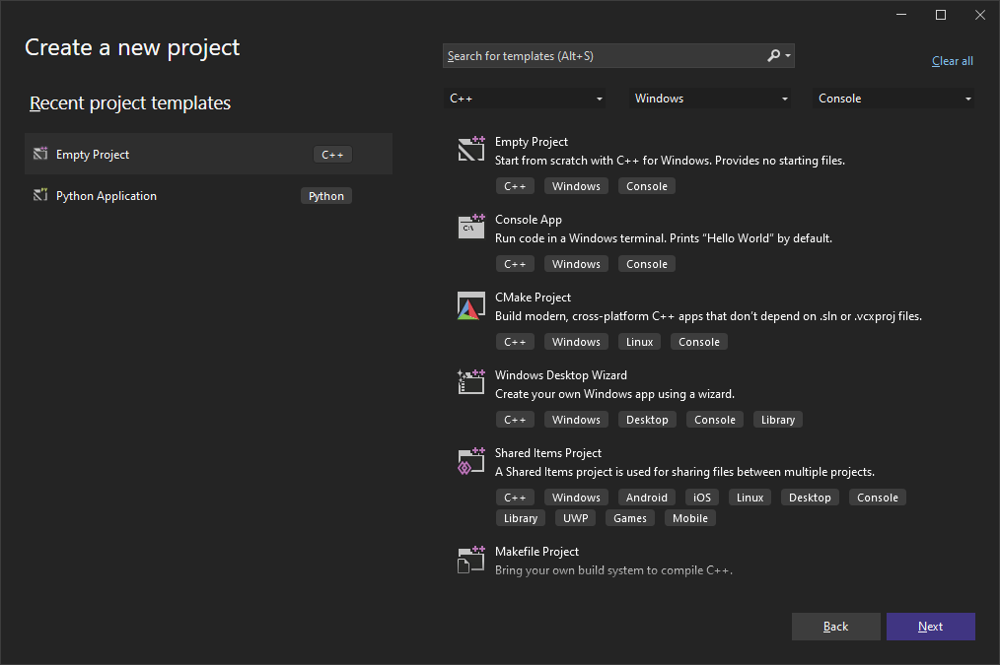 Create a new project
Search for templates (Alt+S)
Clear all
Recent project templates
C++ Windows Console
Empty Project C++
Python Application Python
Empty Project
Start from scratch with C++ for Windows. Provides no starting files.
C++ Windows Console
Console App
C:\
Run code in a Windows terminal. Prints "Hello World" by default.
C++ Windows Console
CMake Project
Build modern, cross-platform C++ apps that don't depend on .sln or .vcxproj files.
C++ Windows Linux Console
Windows Desktop Wizard
Create your own Windows app using a wizard.
C++ Windows Desktop Console Library
Shared Items Project
A Shared Items project is used for sharing files between multiple projects.
C++ Windows Android iOS Linux Desktop Console
Library UWP Games Mobile
Makefile Project
Bring your own build system to compile C++.
Back Next